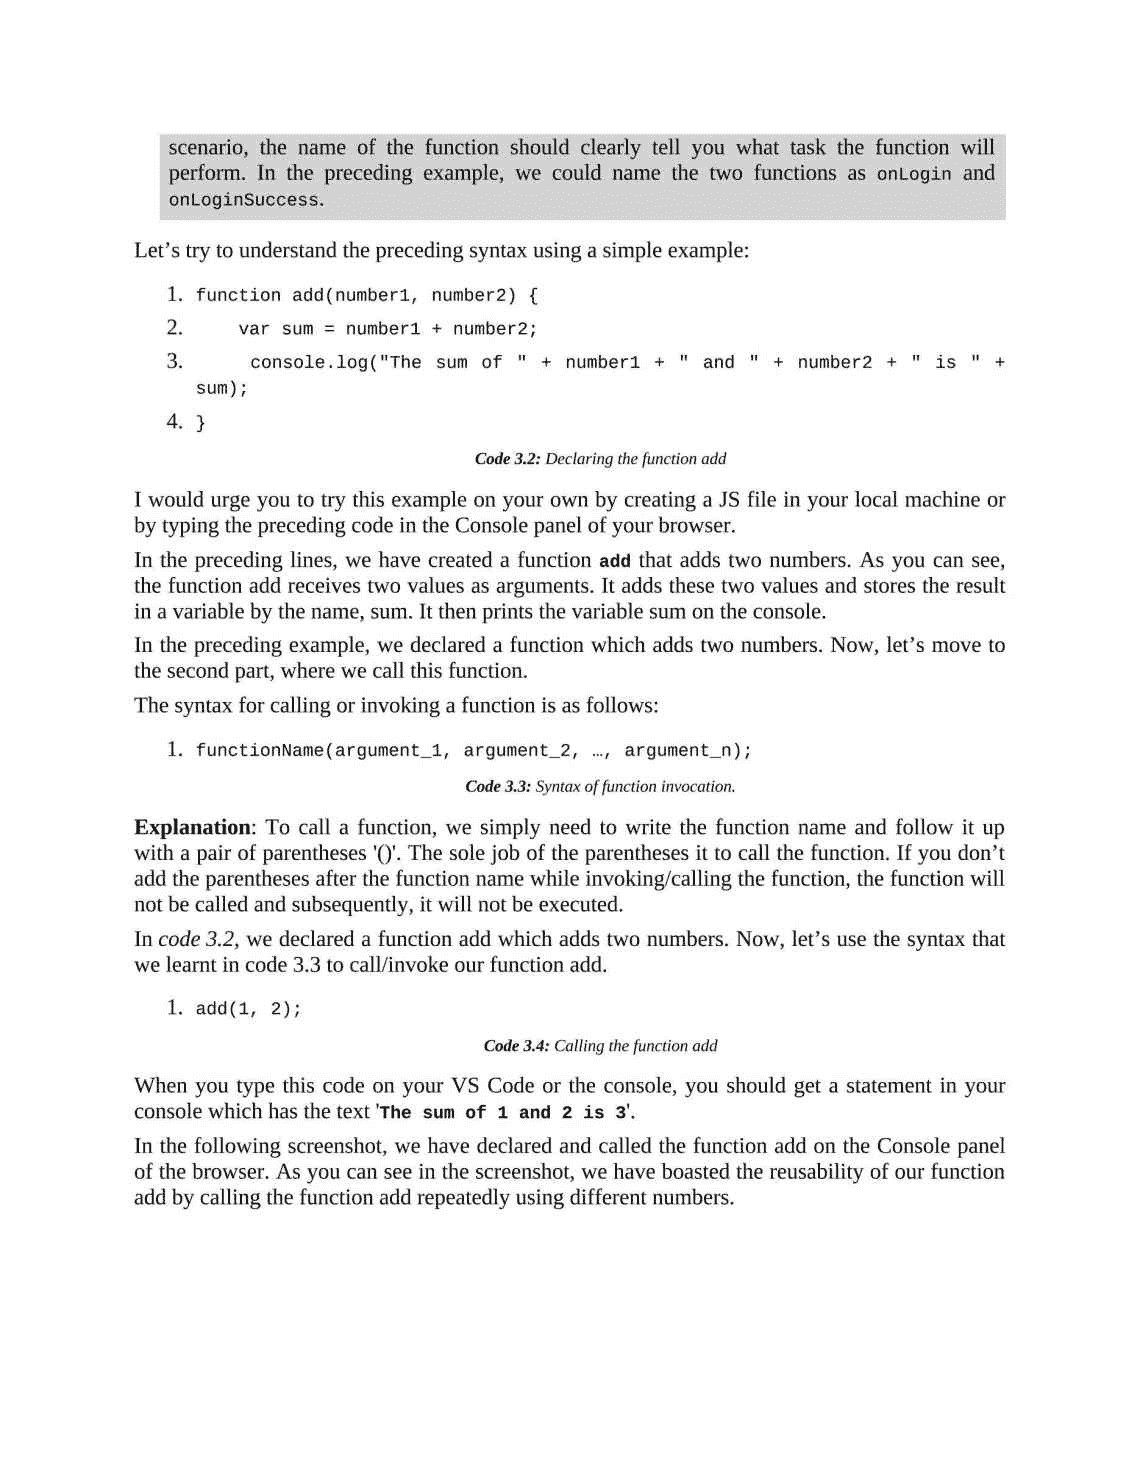 scenario, the name of the function should clearly tell you what task the function will
perform. In the preceding example, we could name the two functions as onLogin and
onLoginSuccess.
Let’s try to understand the preceding syntax using a simple example:
1. function add(number1, number2) {
2.     var sum = number1 + number2;
3.     console.log("The sum of " + number1 + " and " + number2 + " is " +
sum);
4. }
Code 3.2: Declaring the function add
I would urge you to try this example on your own by creating a JS file in your local machine or
by typing the preceding code in the Console panel of your browser.
In the preceding lines, we have created a function add that adds two numbers. As you can see,
the function add receives two values as arguments. It adds these two values and stores the result
in a variable by the name, sum. It then prints the variable sum on the console.
In the preceding example, we declared a function which adds two numbers. Now, let’s move to
the second part, where we call this function.
The syntax for calling or invoking a function is as follows:
1. functionName(argument_1, argument_2, …, argument_n);
Code 3.3: Syntax of function invocation.
Explanation: To call a function, we simply need to write the function name and follow it up
with a pair of parentheses '()'. The sole job of the parentheses it to call the function. If you don’t
add the parentheses after the function name while invoking/calling the function, the function will
not be called and subsequently, it will not be executed.
In code 3.2, we declared a function add which adds two numbers. Now, let’s use the syntax that
we learnt in code 3.3 to call/invoke our function add.
1. add(1, 2);
Code 3.4: Calling the function add
When you type this code on your VS Code or the console, you should get a statement in your
console which has the text 'The sum of 1 and 2 is 3'.
In the following screenshot, we have declared and called the function add on the Console panel
of the browser. As you can see in the screenshot, we have boasted the reusability of our function
add by calling the function add repeatedly using different numbers.